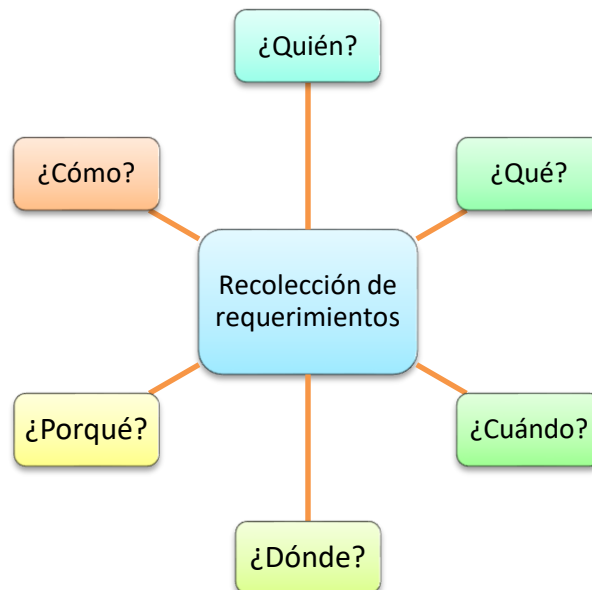 ¿Quién?
¿Cómo?
¿Qué?
Recolección de
requerimientos
¿Porqué?
¿Cuándo?
¿Dónde?